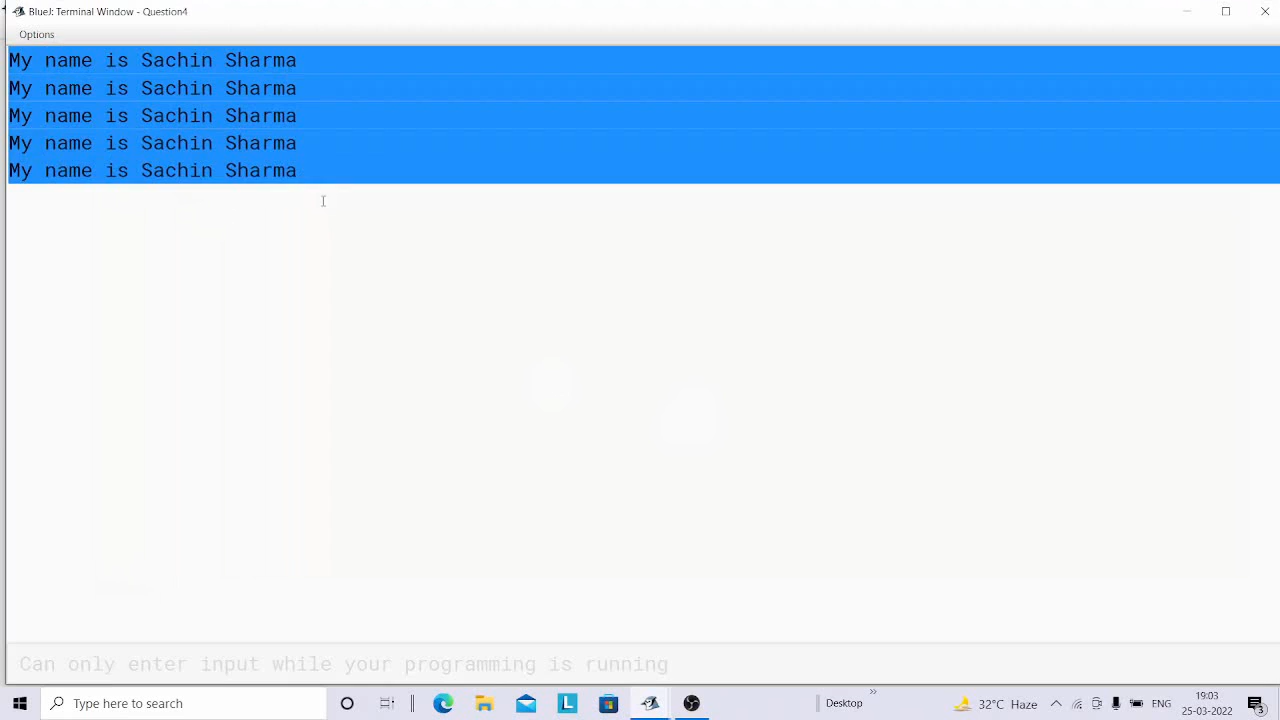 BlueJ: Terminal Window - Question4
Options
My name is Sachin Sharma
My name is Sachin Sharma
My name is Sachin Sharma
My name is Sachin Sharma
My name is Sachin Sharma
Can only enter input while your programming is running
Type here to search
L
Desktop
»
32°C Haze
ENG
19:03
25-03-2022
3